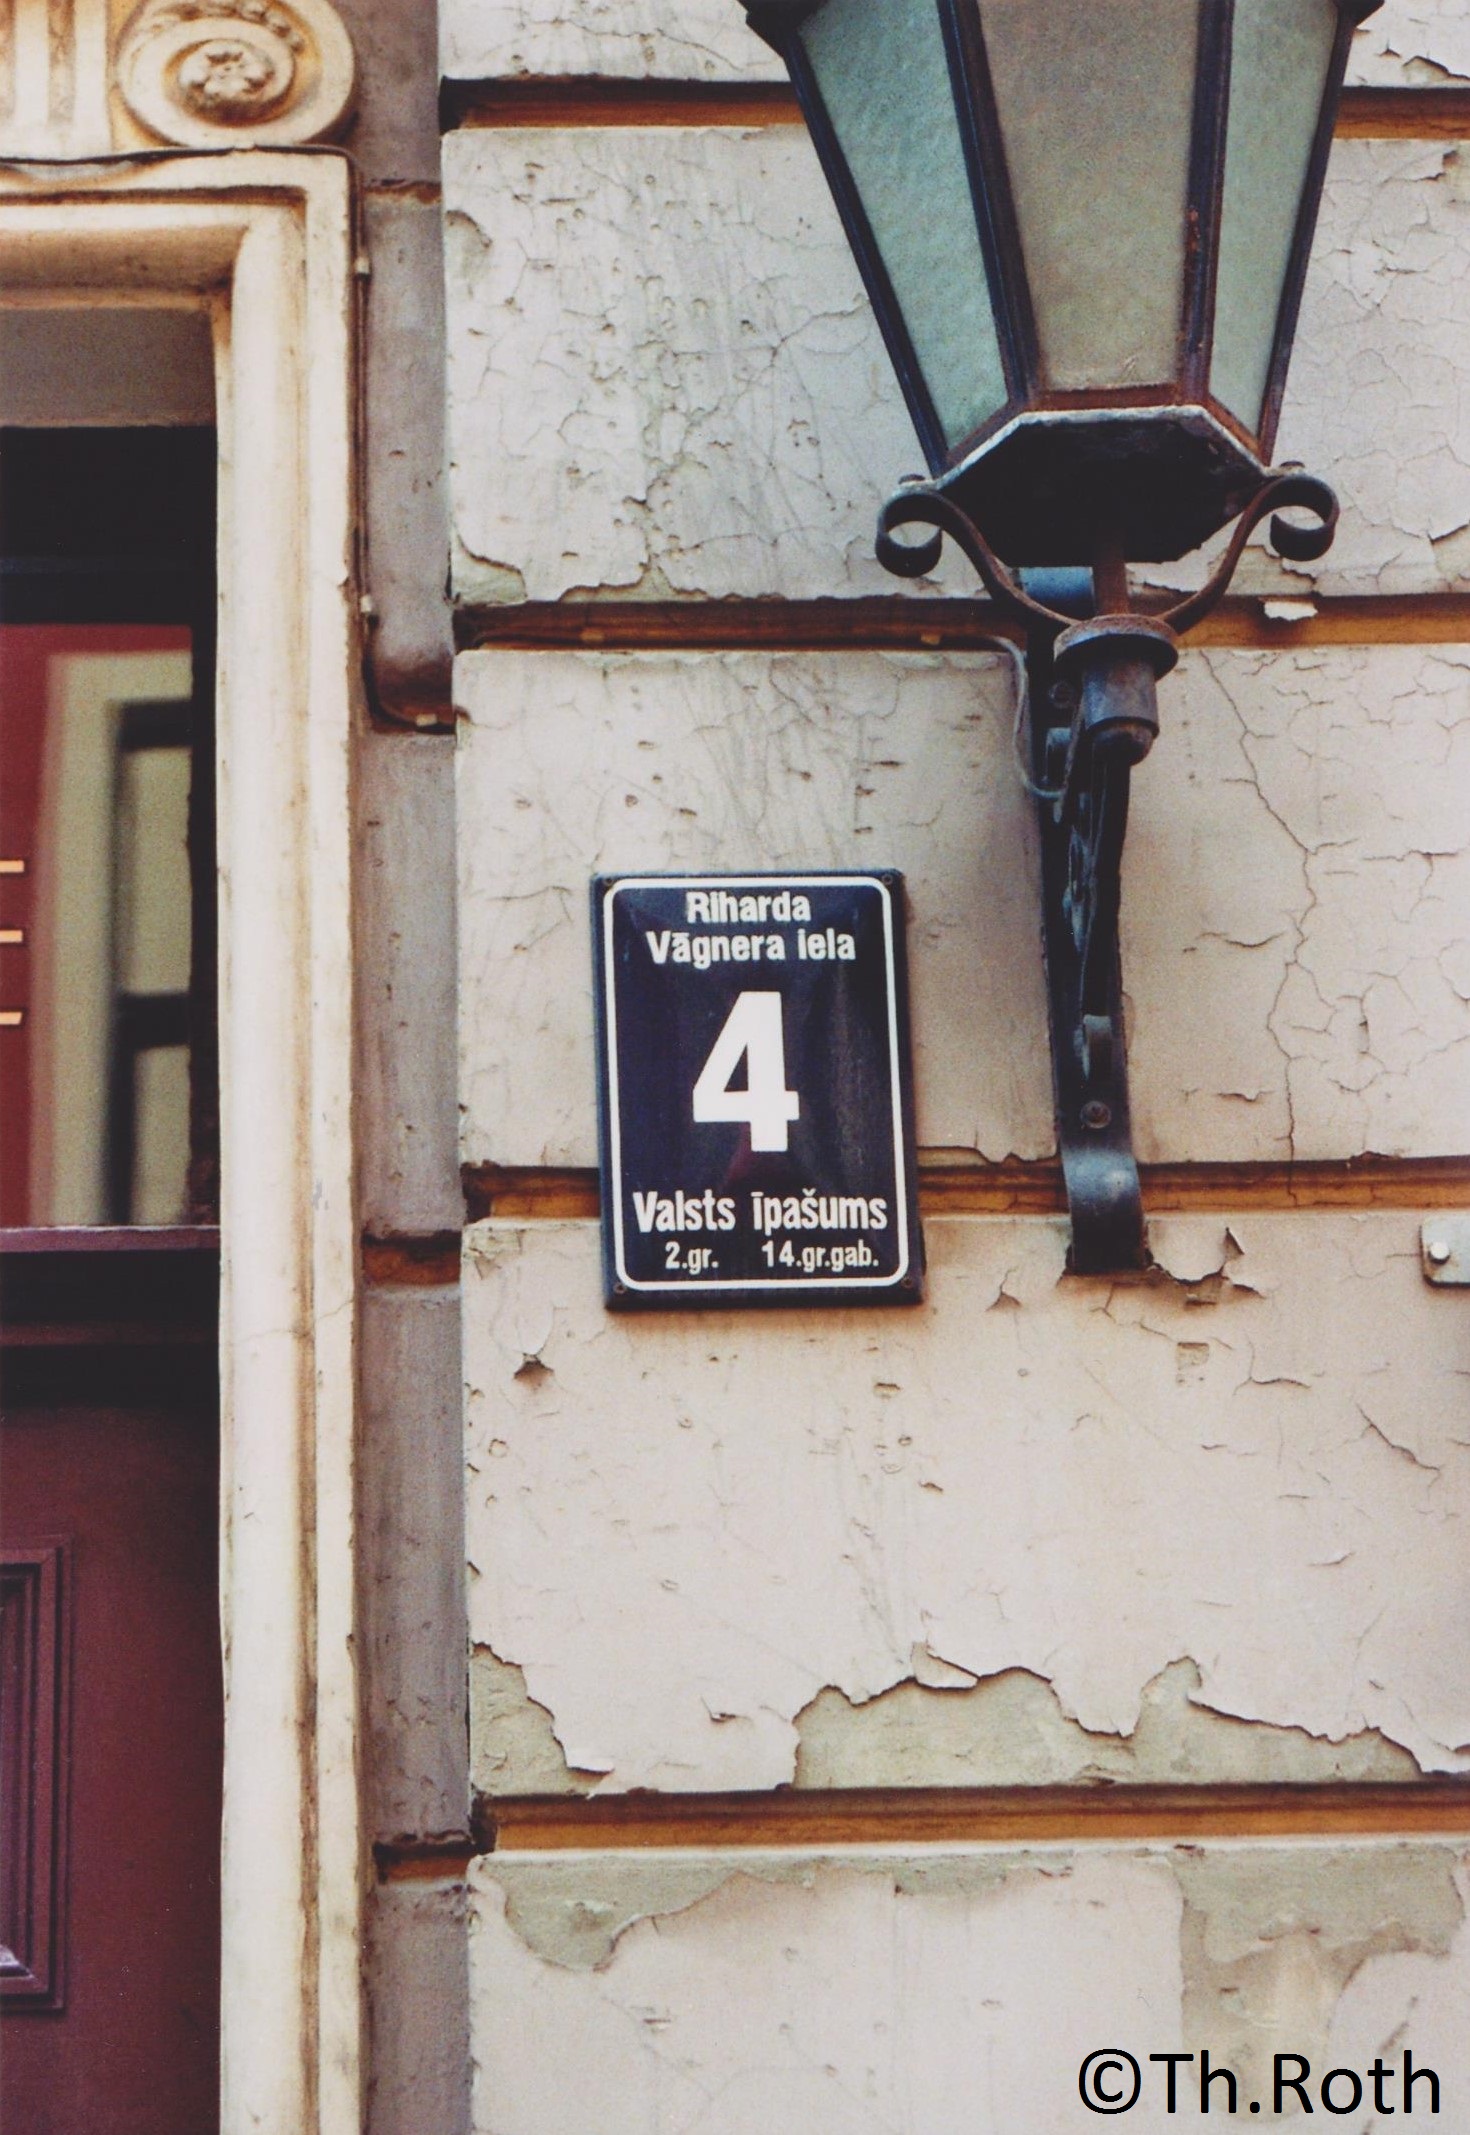 Riharda
Vāgnera iela
4
Valsts īpašums
2.gr. 14.gr.gab.
©Th.Roth